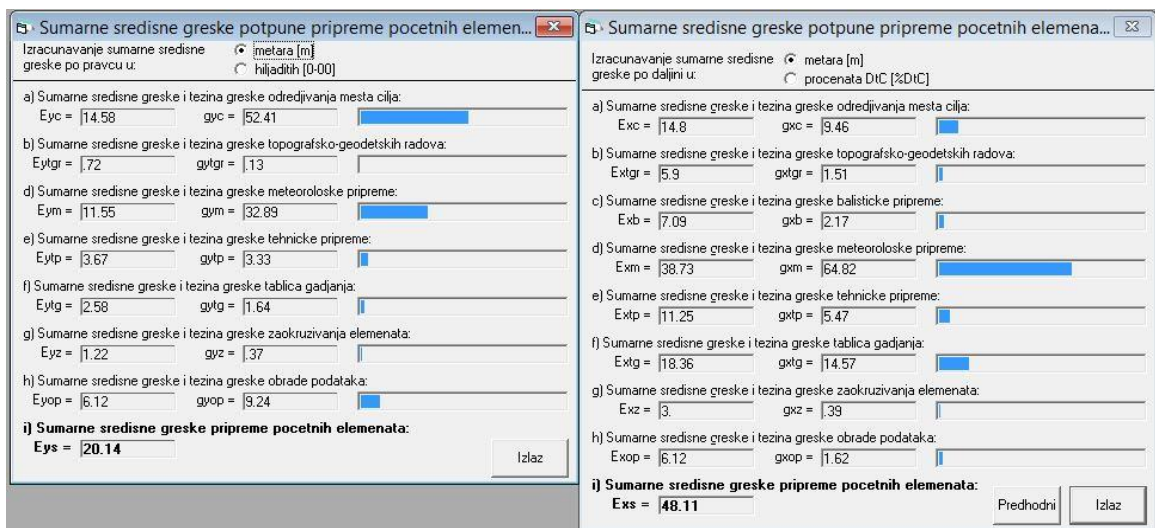 Sumarne sredisne greske potpune pripreme pocetnih elemen...
Izracunavanje sumarne sredisne
greske po pravcu u:
metara [m]
hiljaditih [0-00]
a) Sumarne sredisne greske i tezina greske odredjivanja mesta cilja:
Eyc = 14.58 gyc = 52.41
b) Sumarne sredisne greske i tezina greske topografsko-geodetskih radova:
Eytgr = .72 gytgr = .13
d) Sumarne sredisne greske i tezina greske meteoroloske pripreme:
Eym = 11.55 gym = 32.89
e) Sumarne sredisne greske i tezina greske tehnicke pripreme:
Eytp = 3.67 gytp = 3.33
f) Sumarne sredisne greske i tezina greske tablica gadjanja:
Eytg = 2.58 gytg = 1.64
g) Sumarne sredisne greske i tezina greske zaokruzivanja elemenata:
Eyz = 1.22 gyz = .37
h) Sumarne sredisne greske i tezina greske obrade podataka:
Eyop = 6.12 gyop = 9.24
i) Sumarne sredisne greske pripreme pocetnih elemenata:
Eys = 20.14
Izlaz
Sumarne sredisne greske potpune pripreme pocetnih elemena...
Izracunavanje sumarne sredisne
greske po daljini u:
metara [m]
procenata DtC [%DtC]
a) Sumarne sredisne greske i tezina greske odredjivanja mesta cilja:
Exc = 14.8 gxc = 9.46
b) Sumarne sredisne greske i tezina greske topografsko-geodetskih radova:
Extgr = 5.9 gxtgr = 1.51
c) Sumarne sredisne greske i tezina greske balisticke pripreme:
Exb = 7.09 gxb = 2.17
d) Sumarne sredisne greske i tezina greske meteoroloske pripreme:
Exm = 38.73 gxm = 64.82
e) Sumarne sredisne greske i tezina greske tehnicke pripreme:
Extp = 11.25 gxtp = 5.47
f) Sumarne sredisne greske i tezina greske tablica gadjanja:
Extg = 18.36 gxtg = 14.57
g) Sumarne sredisne greske i tezina greske zaokruzivanja elemenata:
Exz = 3. gxz = .39
h) Sumarne sredisne greske i tezina greske obrade podataka:
Exop = 6.12 gxop = 1.62
i) Sumarne sredisne greske pripreme pocetnih elemenata:
Exs = 48.11
Predhodni
Izlaz